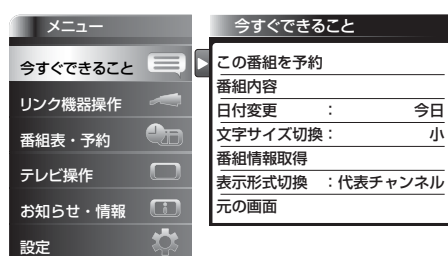 メニュー
今すぐできること
リンク機器操作
番組表・予約
テレビ操作
お知らせ・情報
設定
今すぐできること
この番組を予約
番組内容
日付変更 : 今日
文字サイズ切換 : 小
番組情報取得
表示形式切換 : 代表チャンネル
元の画面